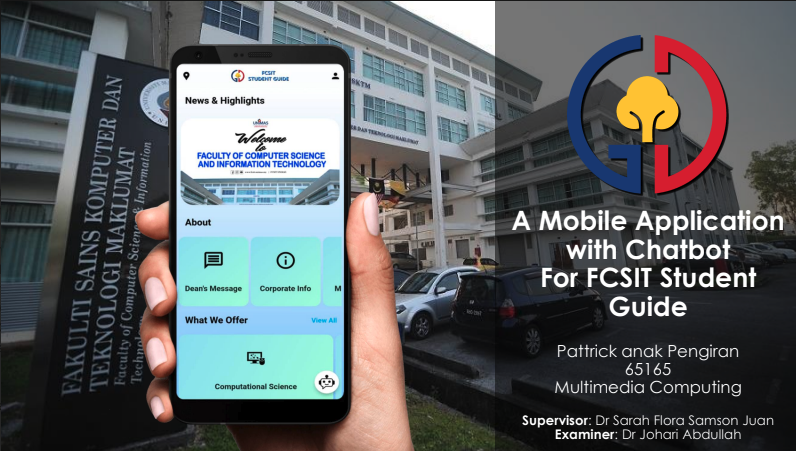 FAKULTI SAINS KOMPUTER DAN
TEKNOLOGI MAKLUMAT
Faculty of Computer Science & Information
FCSIT
STUDENT GUIDE
News & Highlights
UNIMAS
Welcome
to
FACULTY OF COMPUTER SCIENCE
AND INFORMATION TECHNOLOGY
About
Dean's Message
Corporate Info
M
What We Offer
View All
Computational Science
A Mobile Application
with Chatbot
For FCSIT Student
Guide
Pattrick anak Pengiran
65165
Multimedia Computing
Supervisor: Dr Sarah Flora Samson Juan
Examiner: Dr Johari Abdullah